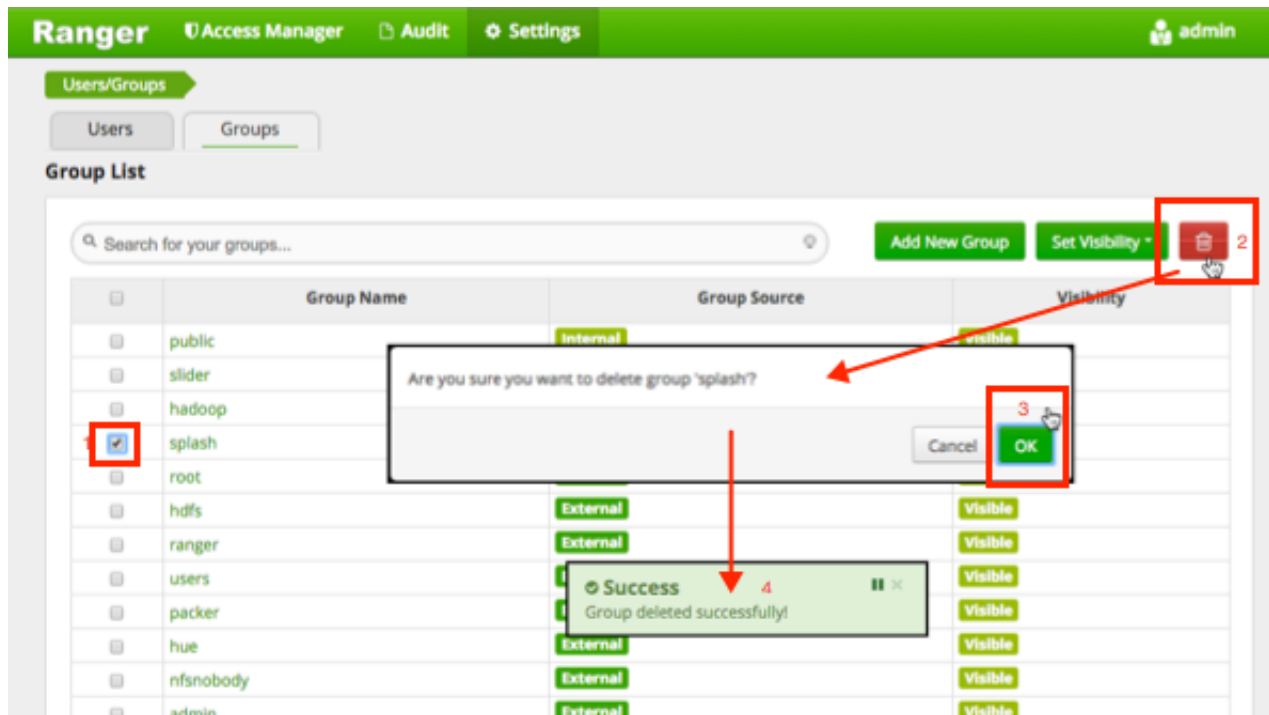 Ranger Access Manager Audit Settings admin
Users/Groups
Users Groups
Group List
Search for your groups...
Add New Group Set Visibility 2
Group Name Group Source Visibility
public Internal Visible
slider
Are you sure you want to delete group 'splash'?
hadoop
3
1 splash
Cancel OK
root
hdfs External Visible
ranger External Visible
users Visible
Success 4
packer Visible
Group deleted successfully!
hue External Visible
nfsnobody External Visible
admin External Visible